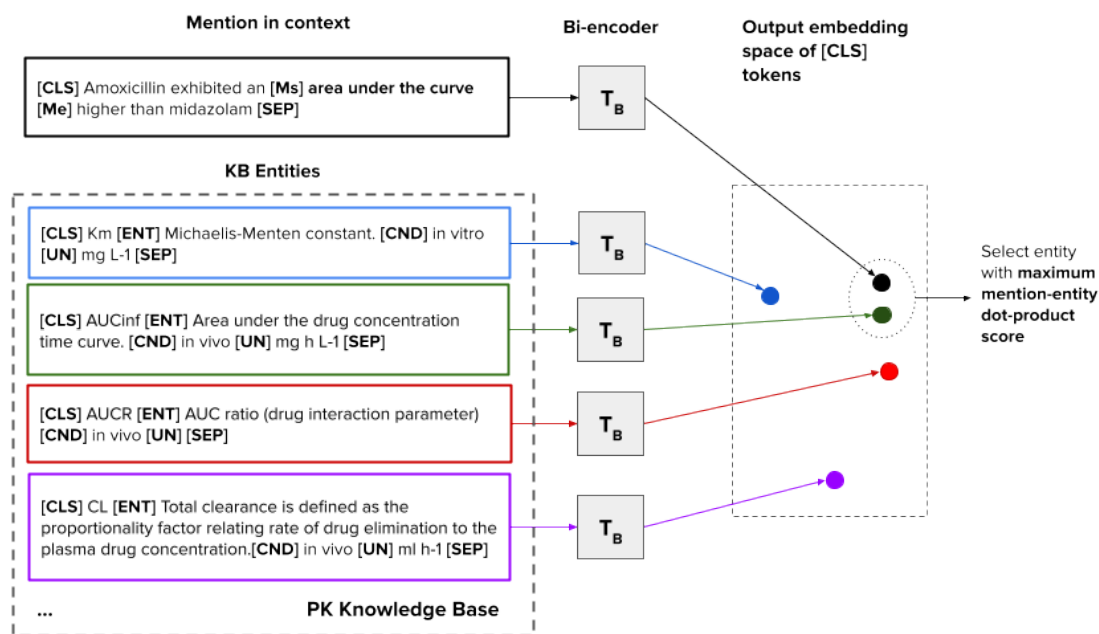 Mention in context
Bi-encoder
Output embedding
space of [CLS]
tokens
[CLS] Amoxicillin exhibited an [Ms] area under the curve
[Me] higher than midazolam [SEP]
TB
KB Entities
[CLS] Km [ENT] Michaelis-Menten constant. [CND] in vitro
[UN] mg L-1 [SEP]
TB
[CLS] AUCinf [ENT] Area under the drug concentration
time curve. [CND] in vivo [UN] mg h L-1 [SEP]
TB
[CLS] AUCR [ENT] AUC ratio (drug interaction parameter)
[CND] in vivo [UN] [SEP]
TB
[CLS] CL [ENT] Total clearance is defined as the
proportionality factor relating rate of drug elimination to the
plasma drug concentration.[CND] in vivo [UN] ml h-1 [SEP]
TB
Select entity
with maximum
mention-entity
dot-product
score
...
PK Knowledge Base